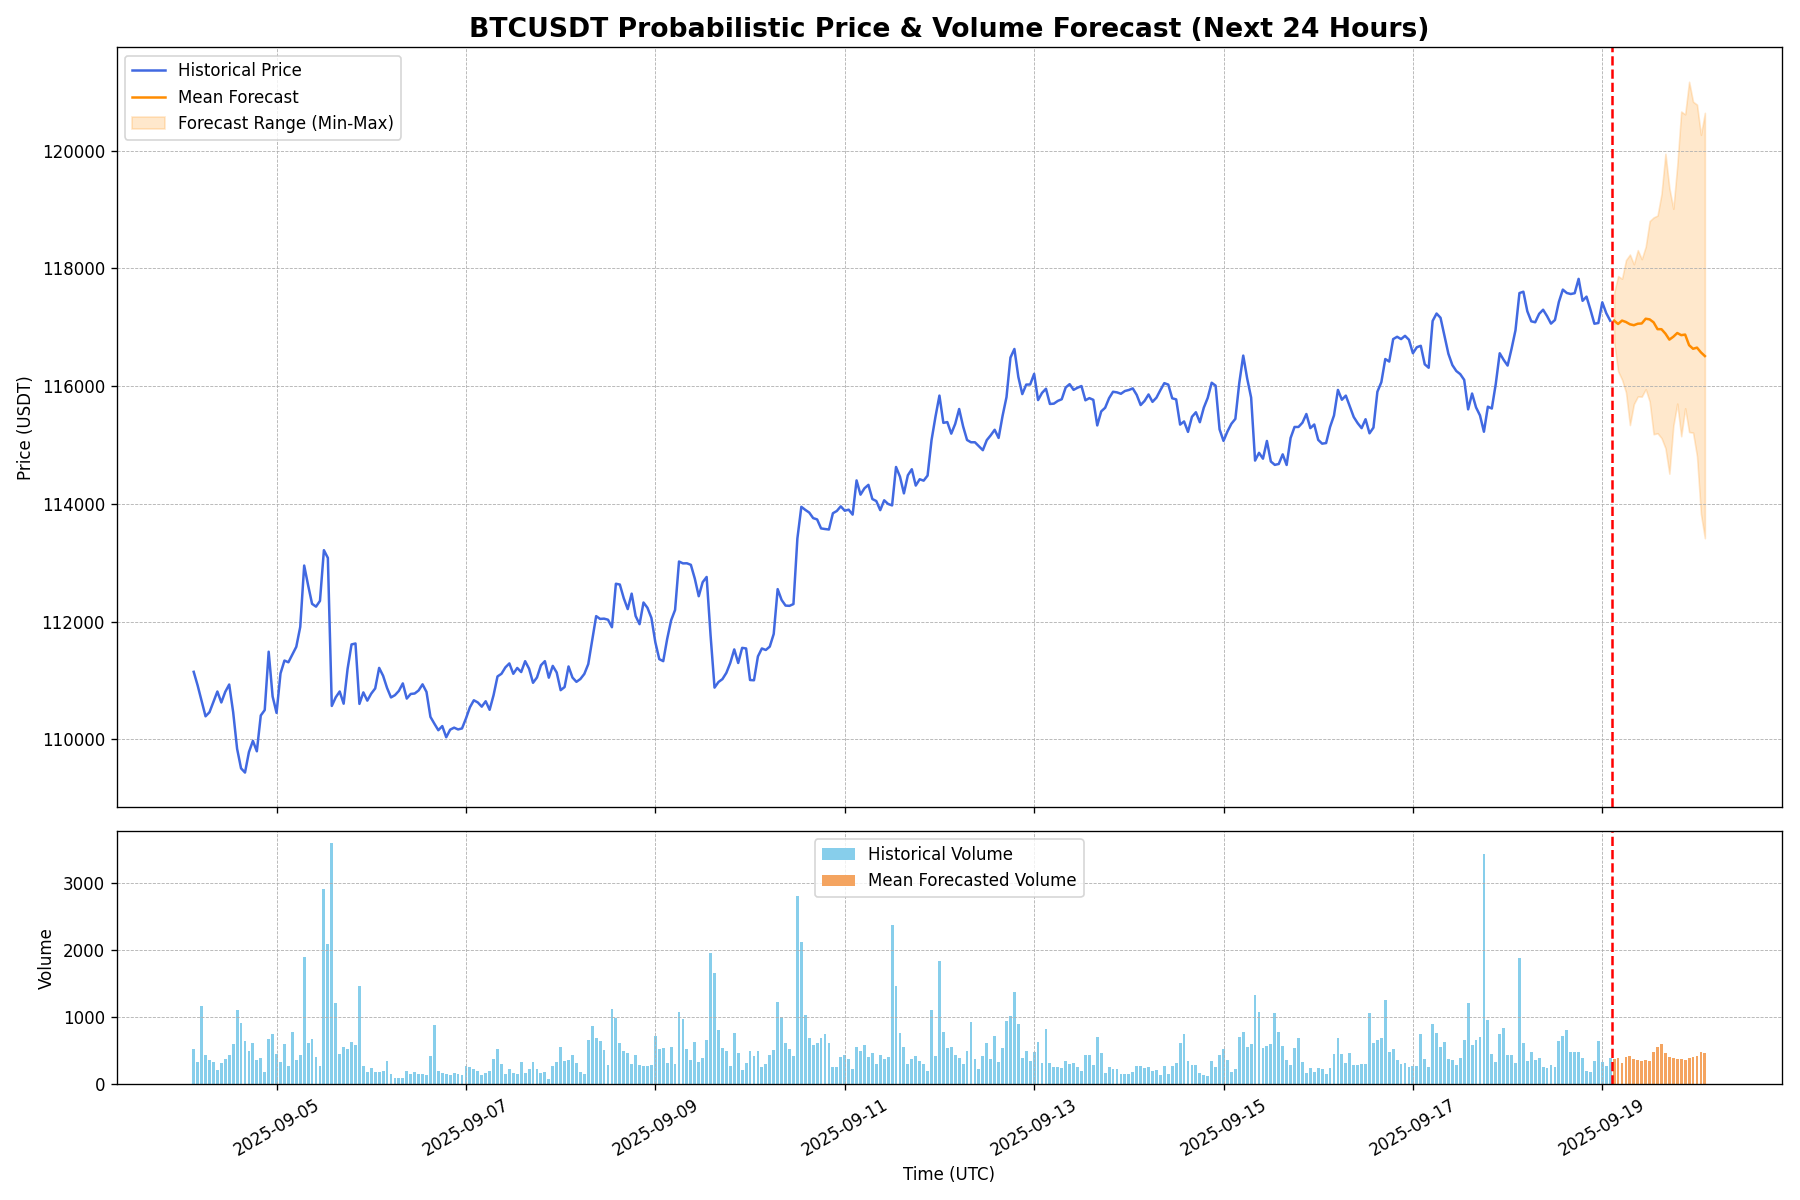 BTCUSDT Probabilistic Price & Volume Forecast (Next 24 Hours)
Historical Price
Mean Forecast
Forecast Range (Min-Max)
Price (USDT)
120000
118000
116000
114000
112000
110000
Historical Volume
Mean Forecasted Volume
Volume
3000
2000
1000
0
2025-09-05
2025-09-07
2025-09-09
2025-09-11
2025-09-13
2025-09-15
2025-09-17
2025-09-19
Time (UTC)